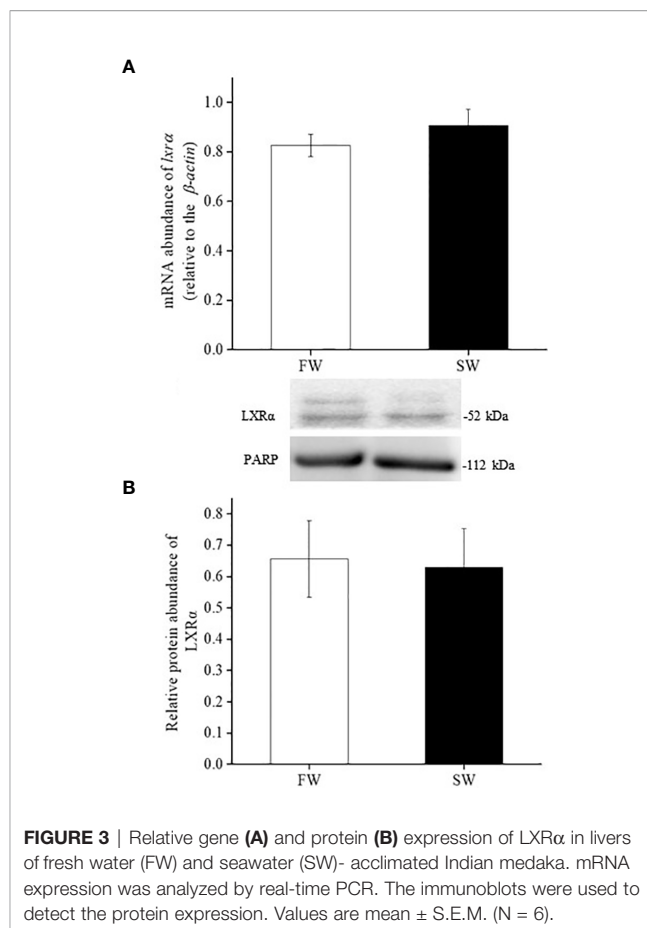 A
mRNA abundance of lxrα
(relative to the β-actin)
1.0
0.8
0.6
0.4
0.2
0.0
FW SW
LXRα -52 kDa
PARP -112 kDa
B
Relative protein abundance of
LXRα
0.8
0.7
0.6
0.5
0.4
0.3
0.2
0.1
0.0
FW SW
FIGURE 3 | Relative gene (A) and protein (B) expression of LXRα in livers
of fresh water (FW) and seawater (SW)- acclimated Indian medaka. mRNA
expression was analyzed by real-time PCR. The immunoblots were used to
detect the protein expression. Values are mean ± S.E.M. (N = 6).